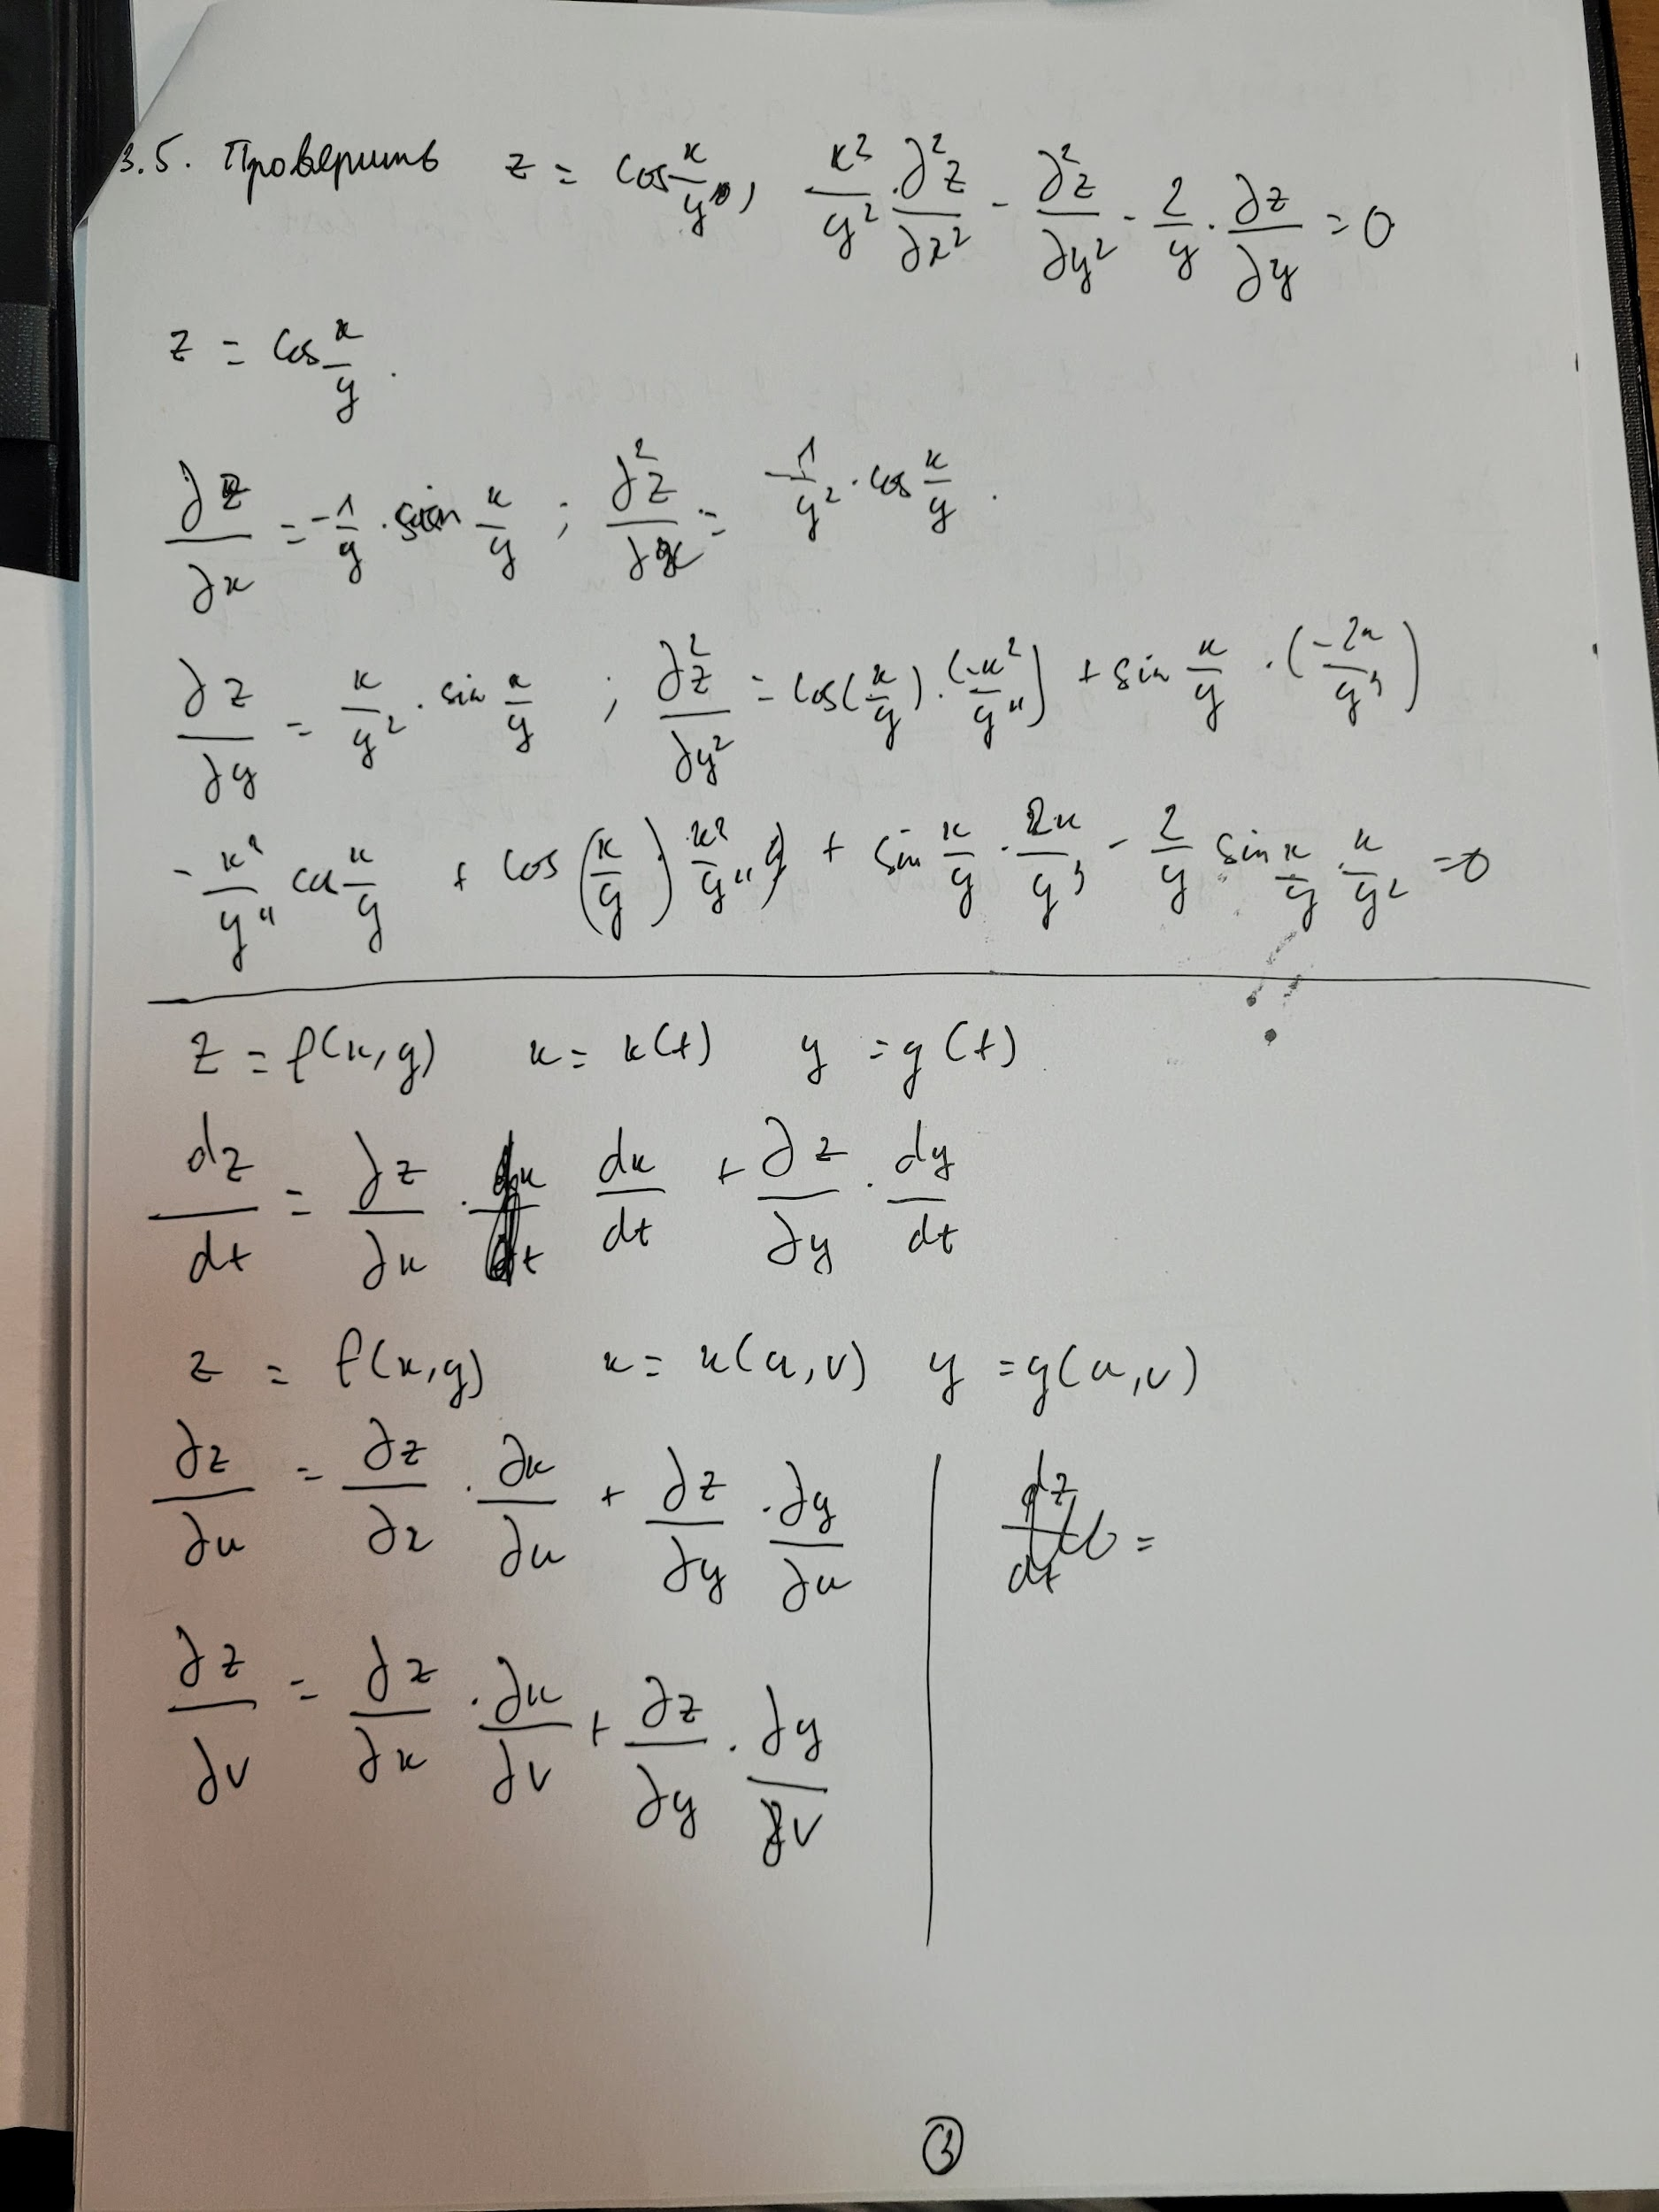 3.5. Проверить z = cos x/y, x²/y² · ∂²z/∂x² - ∂²z/∂y² - 2/y · ∂z/∂y = 0
z = cos x/y.
∂z/∂x = -1/y · sin x/y ; ∂²z/∂x² = -1/y² · cos x/y.
∂z/∂y = x/y² · sin x/y ; ∂²z/∂y² = cos(x/y) · (-x²/y⁴) + sin x/y · (-2x/y³)
- x²/y⁴ cos x/y + cos(x/y) x²/y⁴ + sin x/y · 2x/y³ - 2/y sin x/y · x/y² = 0
z = f(x,y) x = x(t) y = y(t)
dz/dt = ∂z/∂x · dx/dt + ∂z/∂y · dy/dt
z = f(x,y) x = x(u,v) y = y(u,v)
∂z/∂u = ∂z/∂x · ∂x/∂u + ∂z/∂y · ∂y/∂u
dz/dt =
∂z/∂v = ∂z/∂x · ∂x/∂v + ∂z/∂y · ∂y/∂v
3